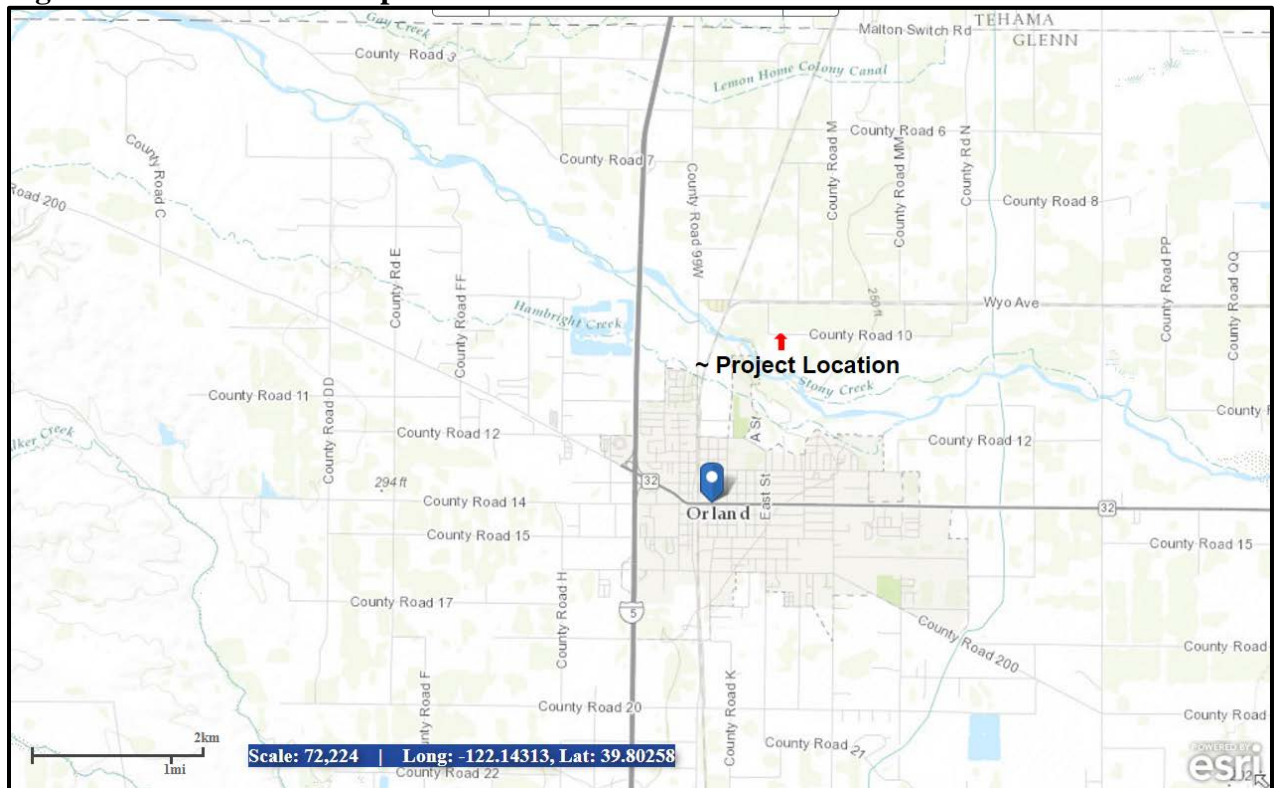 TEHAMA
GLENN
Malton Switch Rd
Gay Creek
County Road 3
Lemon Home Colony Canal
County Road 6
County Road 7
County Road C
Road 200
County Road 99W
County Road M
County Road MM
County Rd N
County Road 8
County Road PP
County Road QQ
County Rd E
County Road FF
Hambright Creek
250 ft
Wyo Ave
County Road 10
~ Project Location
Stony Creek
County Road 11
County Road DD
County Road 12
A St
County Road 12
lker Creek
294 ft
County Road 14
32
Orland
East St
32
County Road 15
County Road 15
County Road 17
County Road H
5
County Road 200
County Road
County Road F
County Road 20
County Road K
County Road
County Road 21
2km
1mi
Scale: 72,224 | Long: -122.14313, Lat: 39.80258
County Road 22
POWERED BY
esri